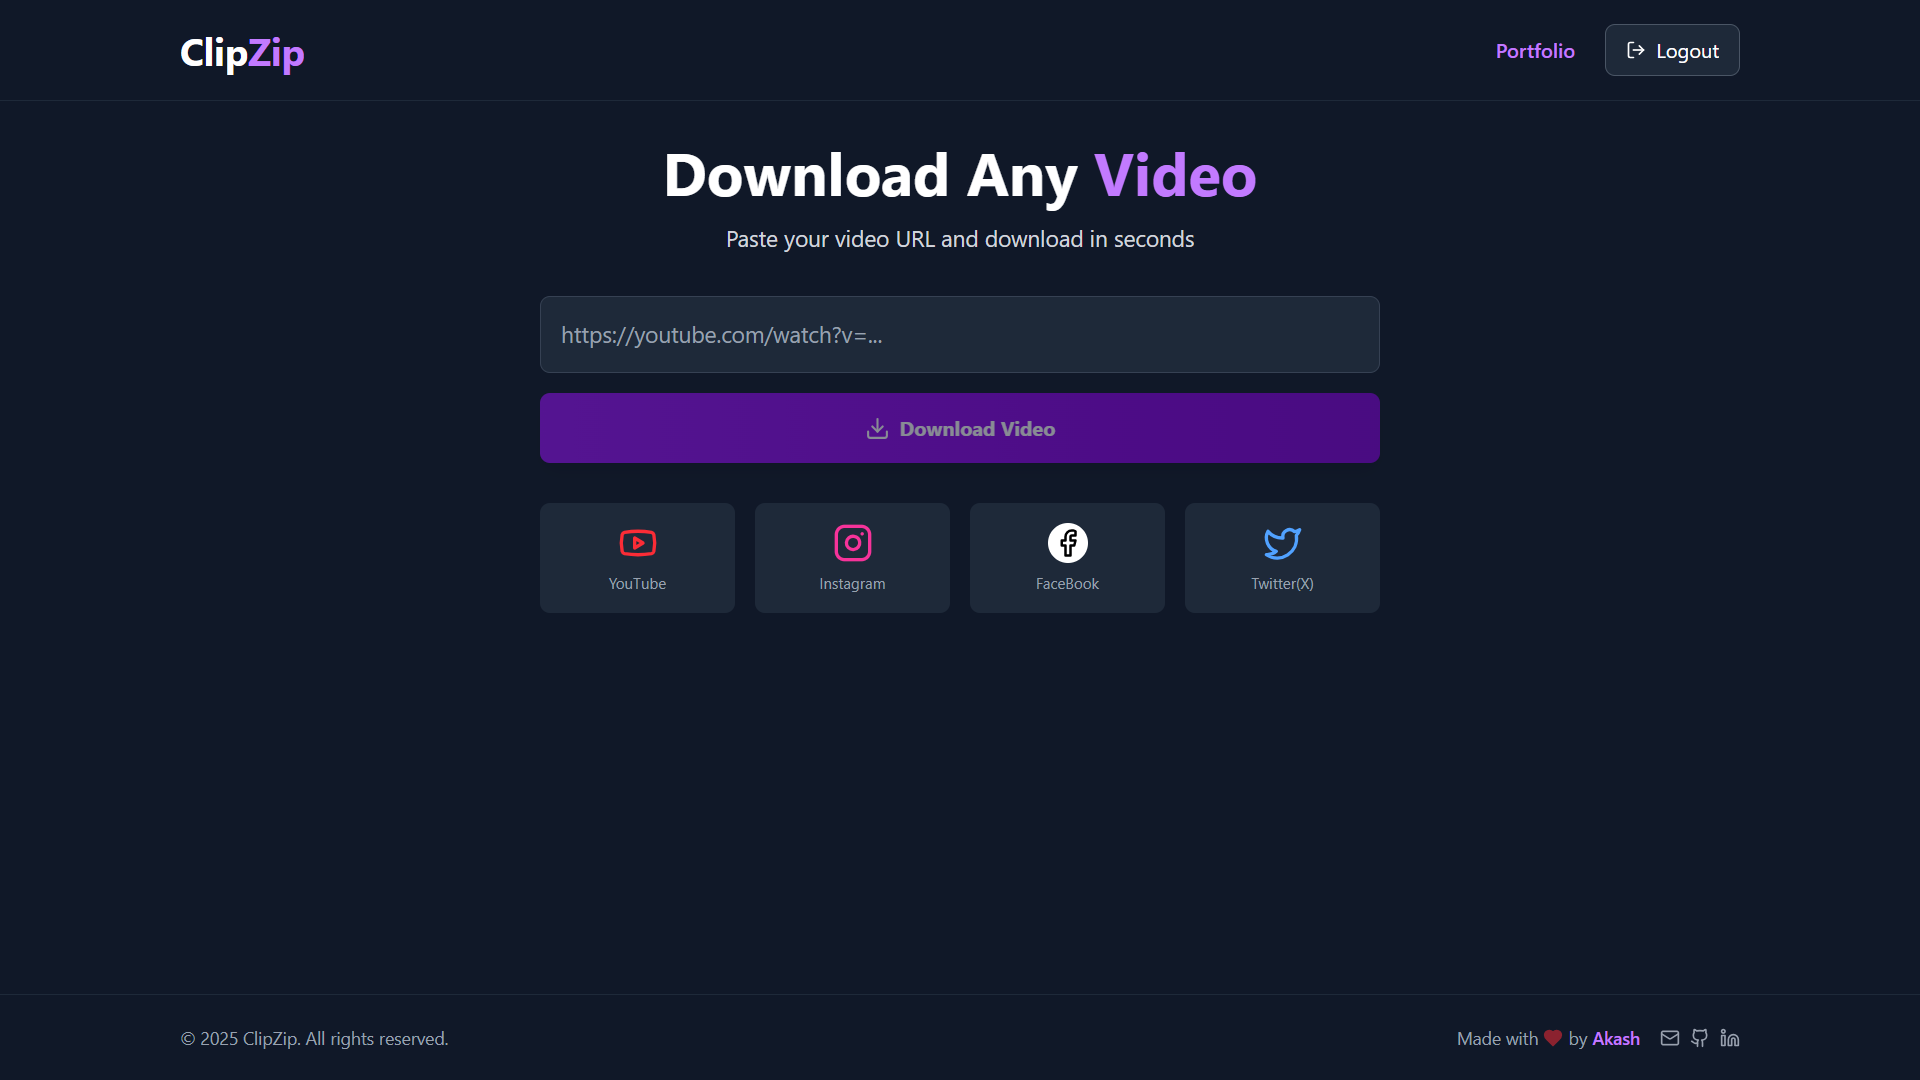 ClipZip
Portfolio
Logout
Download Any Video
Paste your video URL and download in seconds
https://youtube.com/watch?v=...
Download Video
YouTube
Instagram
FaceBook
Twitter(X)
© 2025 ClipZip. All rights reserved.
Made with ❤ by Akash